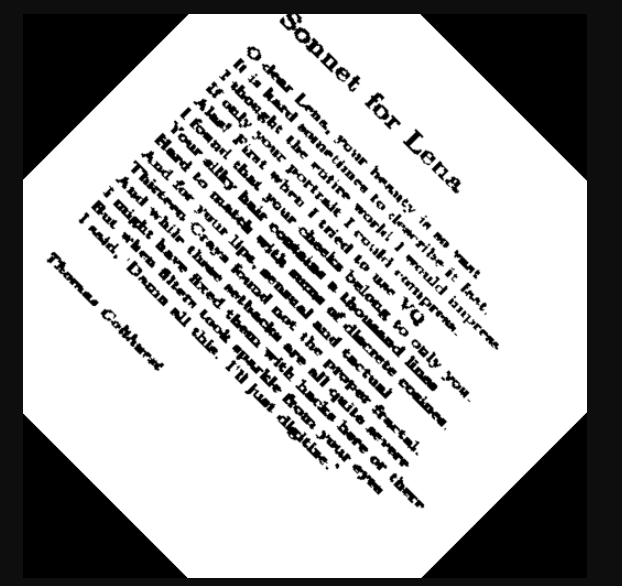 Sonnet for Lena
O dear Lena, your beauty is so vast
It is hard sometimes to describe it fast.
I thought the entire world I would impress
If only your portrait I could compress.
Alas! First when I tried to use VQ
I found that your cheeks belong to only you.
Your silky hair contains a thousand lines
Hard to match with sums of discrete cosines.
And for your lips, sensual and tactual
Thirteen Crays found not the proper fractal.
And while these setbacks are all quite severe
I might have fixed them with hacks here or there
But when filters took sparkle from your eyes
I said, 'Damn all this. I'll just digitize.'
Thomas Colthurst